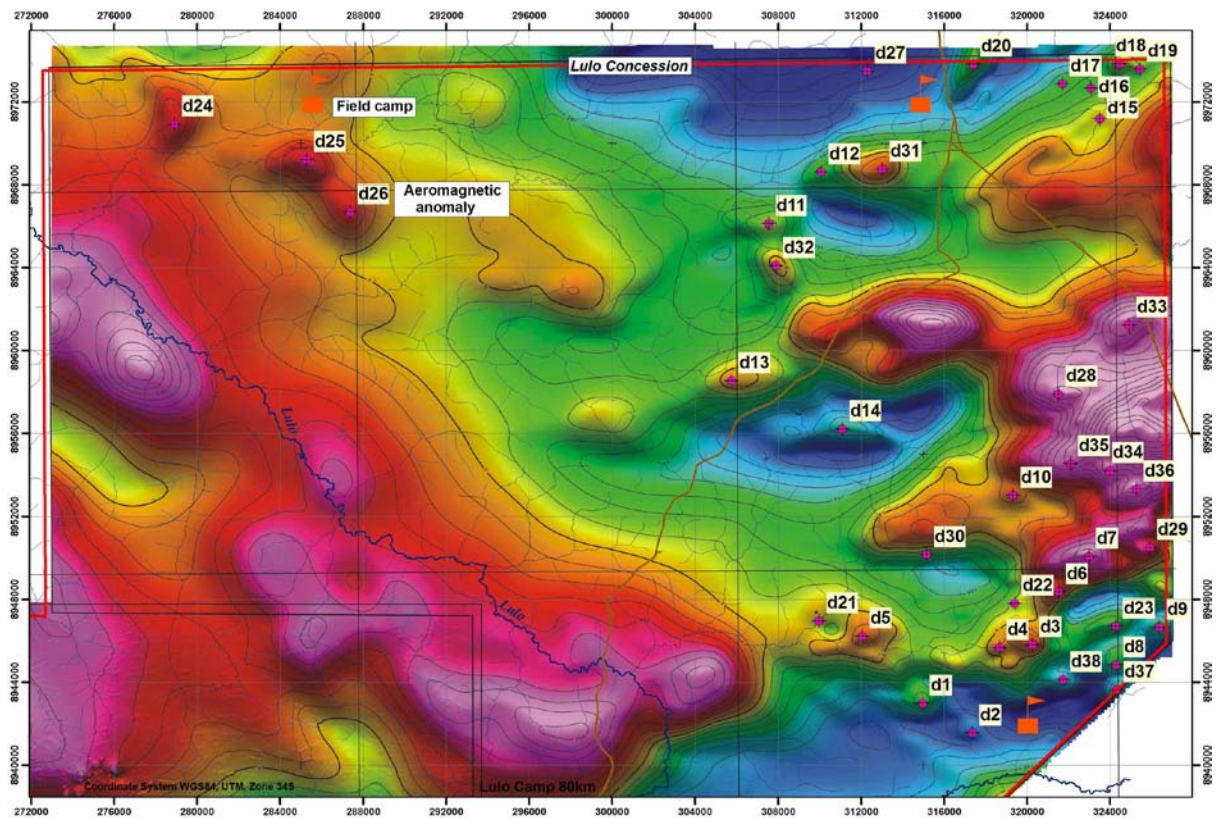 272000 276000 280000 284000 288000 292000 296000 300000 304000 308000 312000 316000 320000 324000
Lulo Concession
d27
d20
d18
d19
d17
d16
d15
8972000
8972000
d24
Field camp
d25
d12
d31
8968000
8968000
d26
Aeromagnetic
anomaly
d11
d32
8964000
8964000
d33
8960000
8960000
d13
d28
d14
8956000
8956000
Lulo
d35
d34
d36
d10
8952000
8952000
d30
d7
d29
d6
8948000
8948000
Lulo
d22
d23
d9
d21
d5
d4
d3
d8
d38
d37
8944000
8944000
d1
d2
8940000
8940000
Coordinate System WGS84, UTM, Zone 34S
Lulo Camp 80km
272000 276000 280000 284000 288000 292000 296000 300000 304000 308000 312000 316000 320000 324000